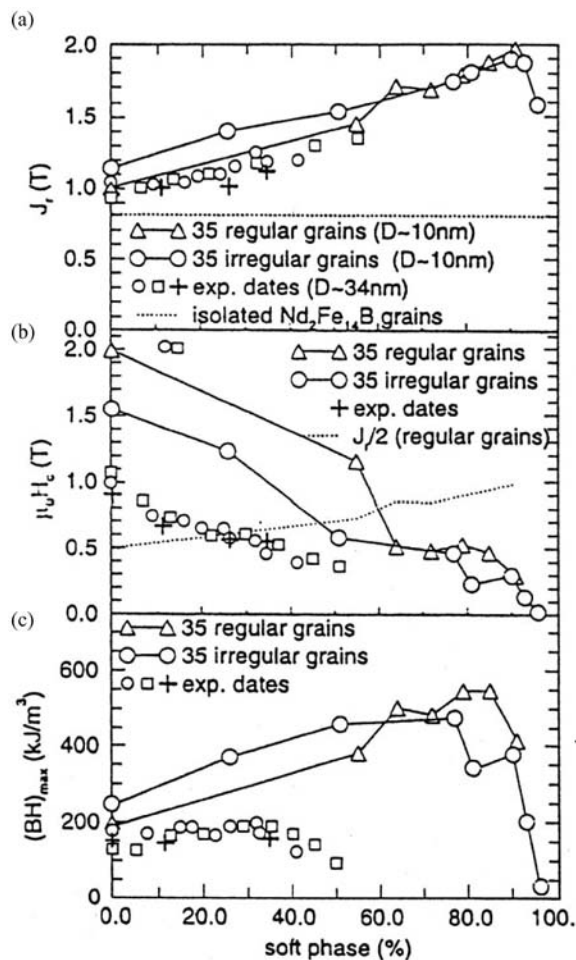 (a)
2.0
1.5
1.0
0.5
0.0
J_r (T)
35 regular grains (D~10nm)
35 irregular grains (D~10nm)
exp. dates (D~34nm)
isolated Nd₂Fe₁₄B grains
(b)
2.0
1.5
1.0
0.5
0.0
μ₀H_c (T)
35 regular grains
35 irregular grains
exp. dates
J_r/2 (regular grains)
(c)
600
400
200
0
(BH)_max (kJ/m³)
35 regular grains
35 irregular grains
exp. dates
0.0 20.0 40.0 60.0 80.0 100.
soft phase (%)